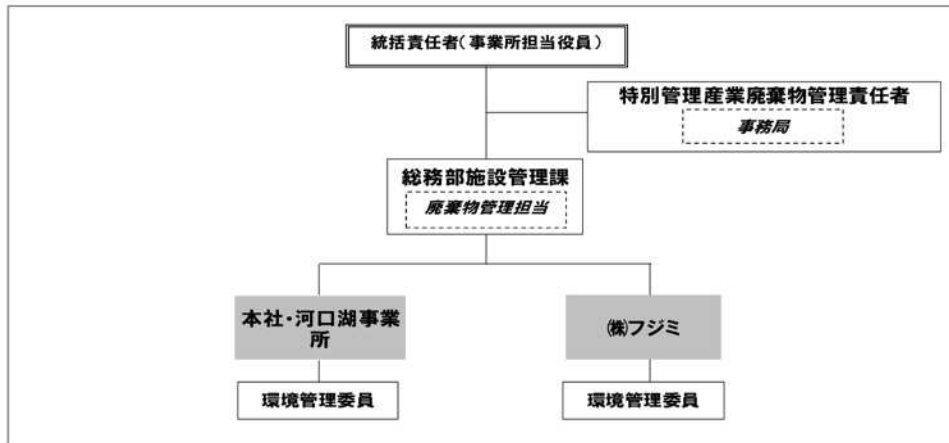 統括責任者(事業所担当役員)
特別管理産業廃棄物管理責任者
事務局
総務部施設管理課
廃棄物管理担当
本社・河口湖事業
所
㈱フジミ
環境管理委員
環境管理委員